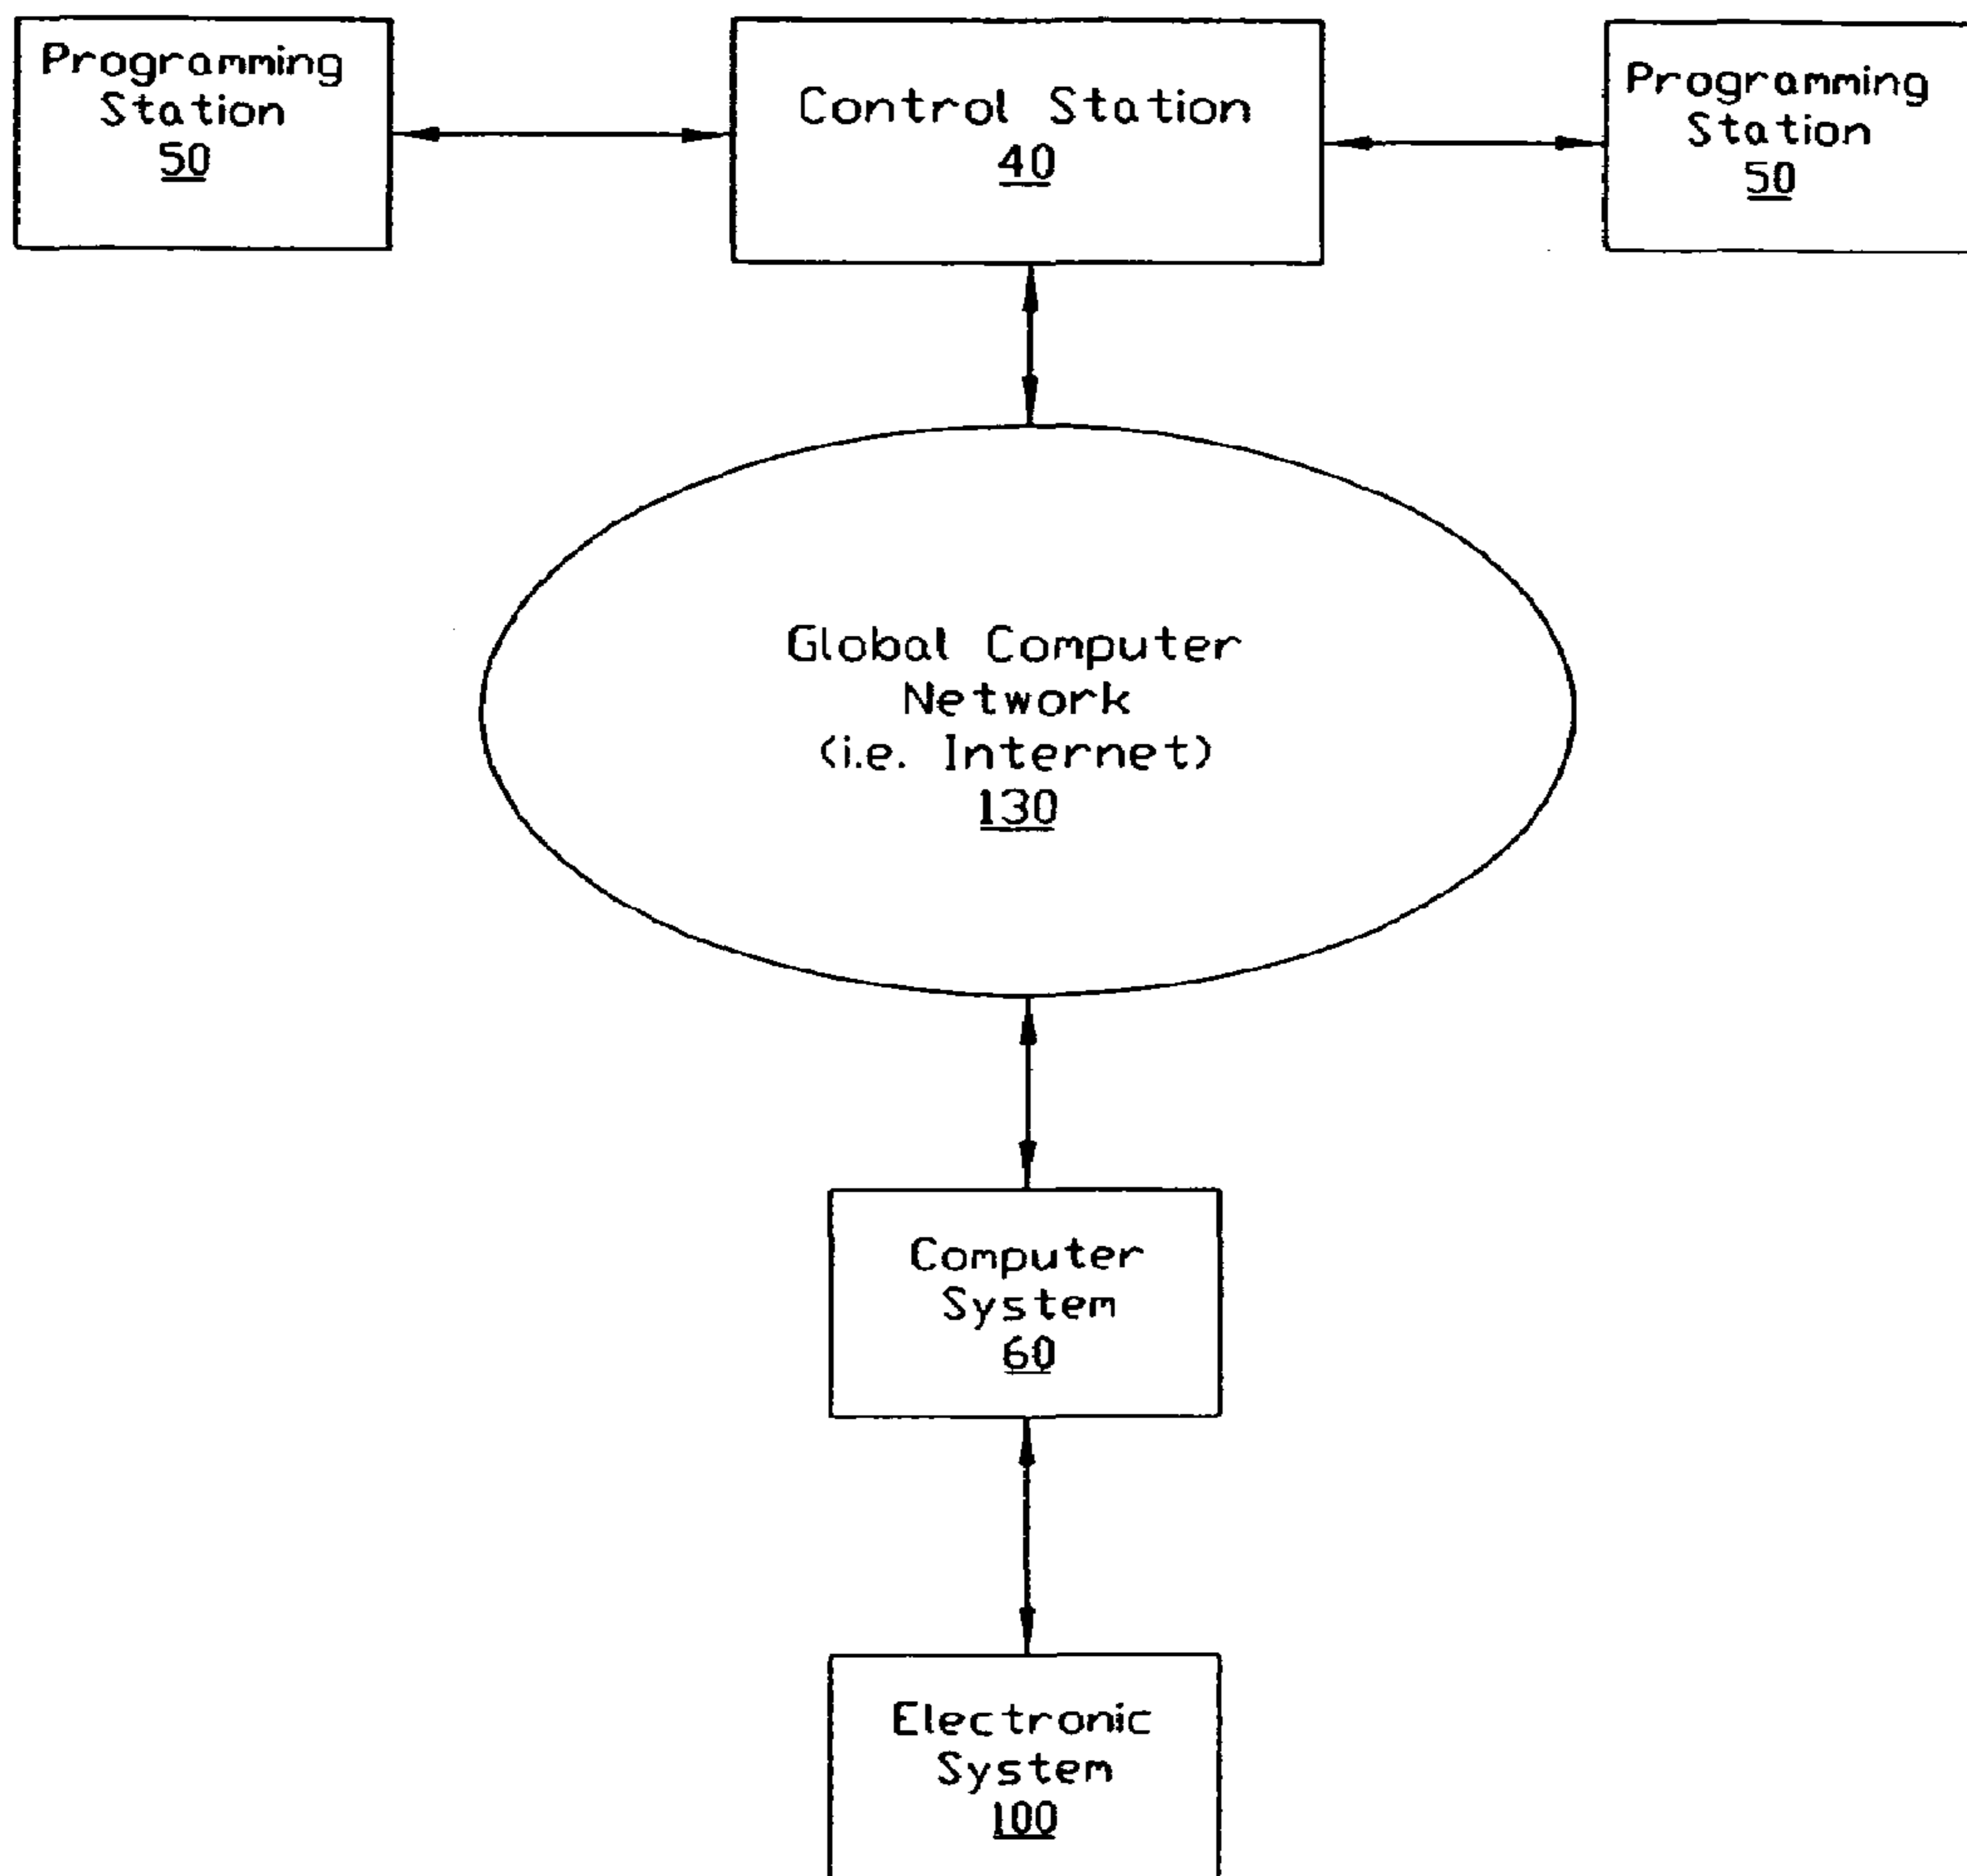 Programming
Station
50
Control Station
40
Programming
Station
50
Global Computer
Network
(i.e. Internet)
130
Computer
System
60
Electronic
System
100